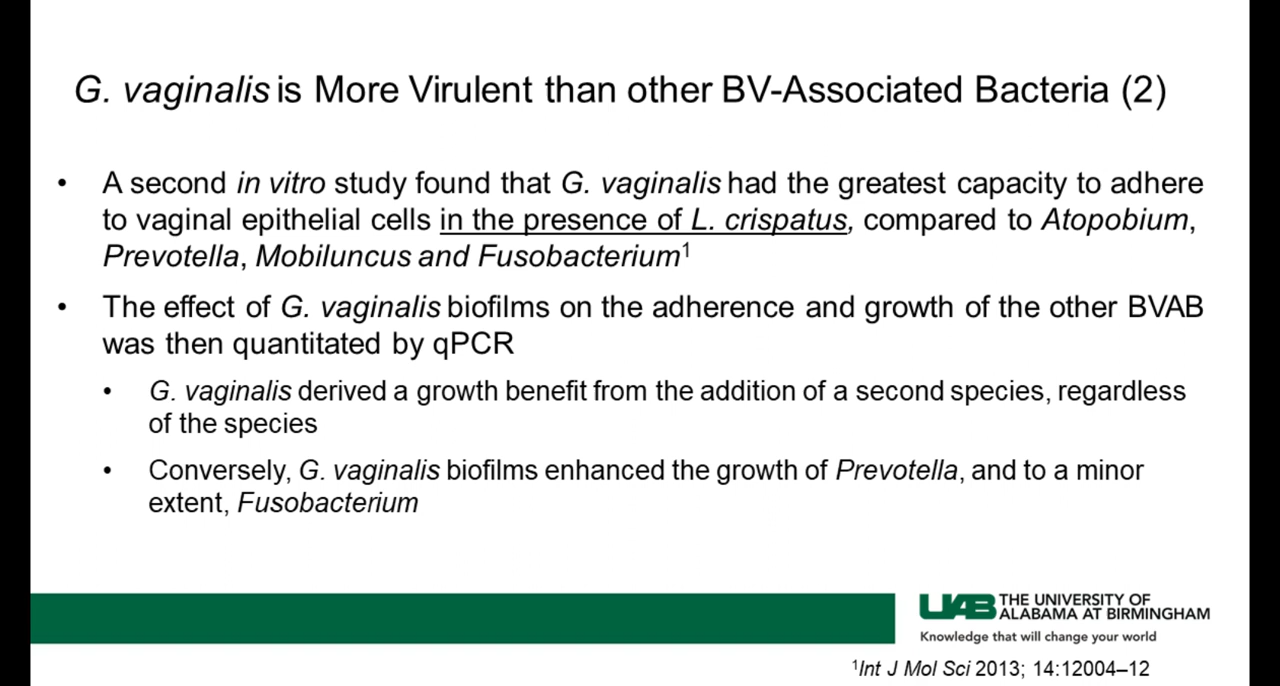 G. vaginalis is More Virulent than other BV-Associated Bacteria (2)
• A second in vitro study found that G. vaginalis had the greatest capacity to adhere
to vaginal epithelial cells in the presence of L. crispatus, compared to Atopobium,
Prevotella, Mobiluncus and Fusobacterium¹
• The effect of G. vaginalis biofilms on the adherence and growth of the other BVAB
was then quantitated by qPCR
• G. vaginalis derived a growth benefit from the addition of a second species, regardless
of the species
• Conversely, G. vaginalis biofilms enhanced the growth of Prevotella, and to a minor
extent, Fusobacterium
UAB THE UNIVERSITY OF
ALABAMA AT BIRMINGHAM
Knowledge that will change your world
¹Int J Mol Sci 2013; 14:12004–12